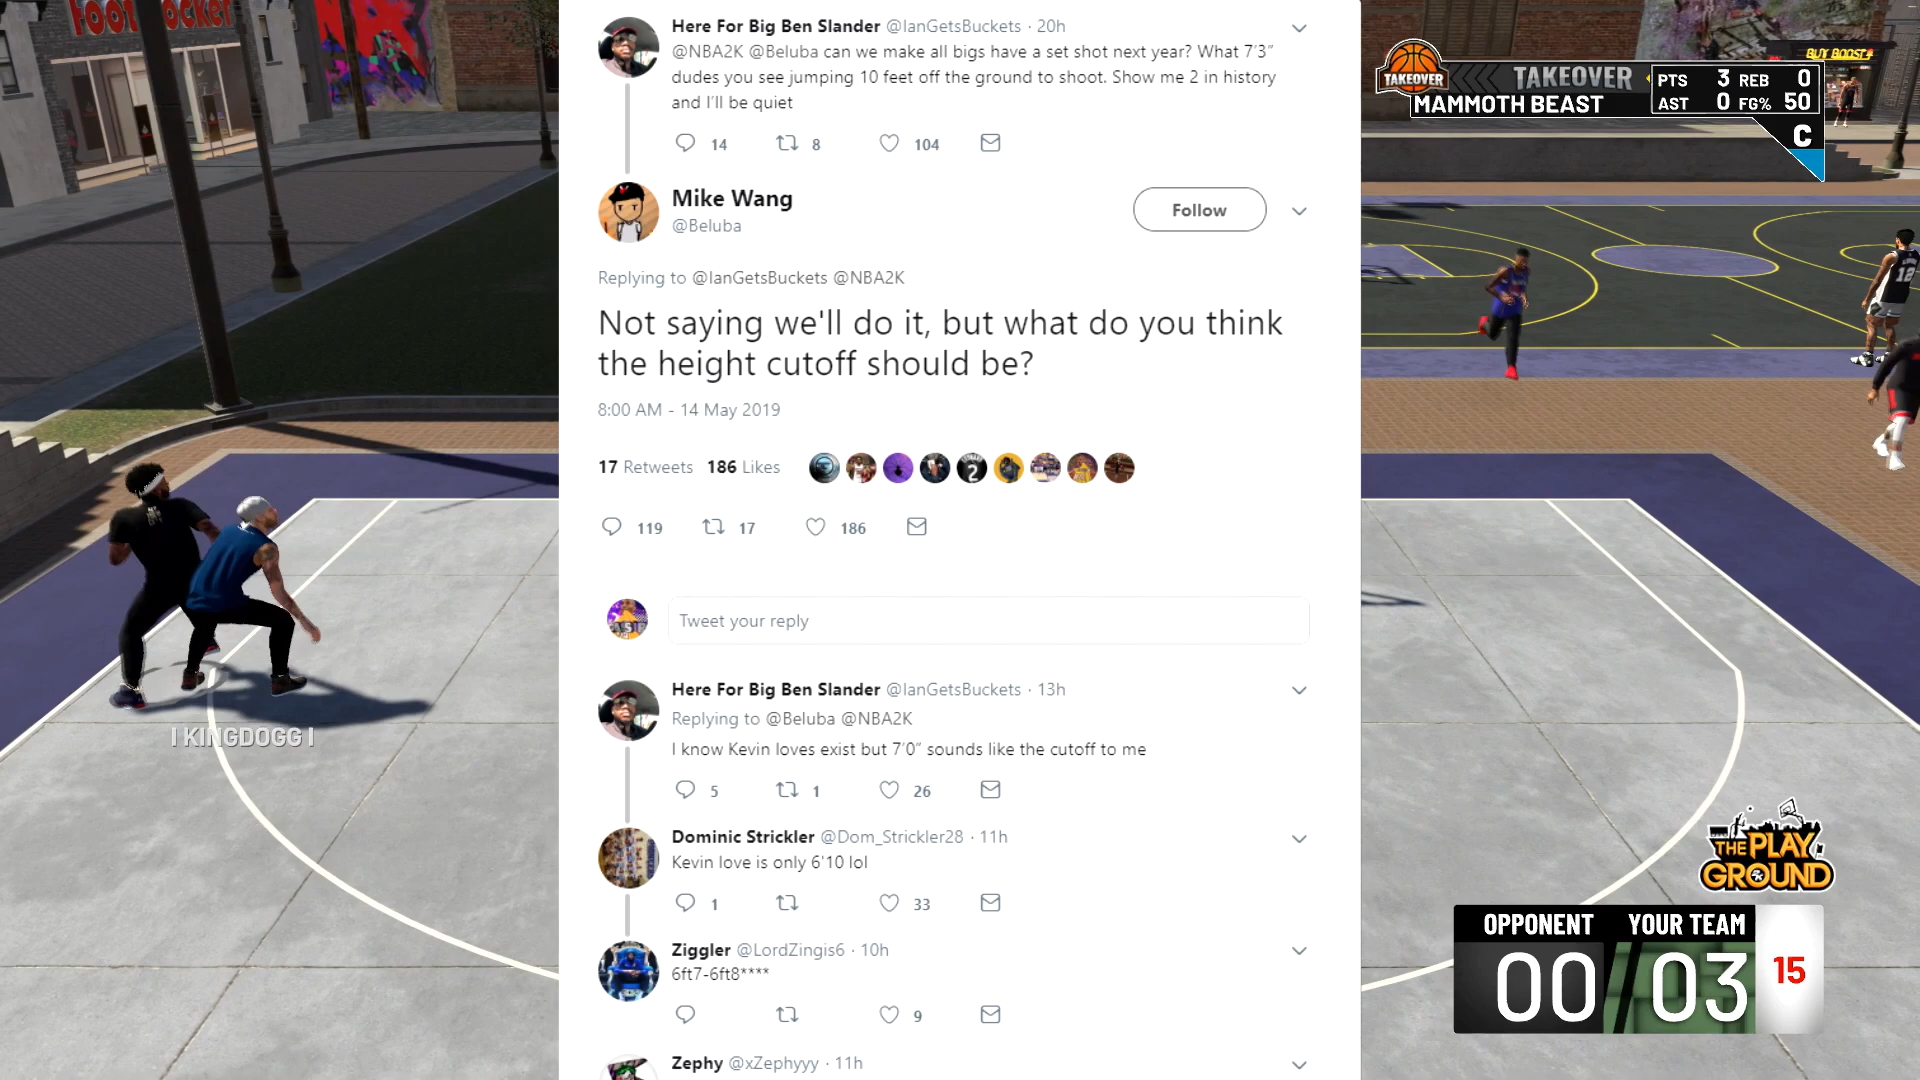 Here For Big Ben Slander @IanGetsBuckets · 20h
@NBA2K @Beluba can we make all bigs have a set shot next year? What 7'3"
dudes you see jumping 10 feet off the ground to shoot. Show me 2 in history
and I'll be quiet
14 8 104
Mike Wang
@Beluba
Follow
Replying to @IanGetsBuckets @NBA2K
Not saying we'll do it, but what do you think
the height cutoff should be?
8:00 AM - 14 May 2019
17 Retweets 186 Likes
2
119 17 186
Tweet your reply
Here For Big Ben Slander @IanGetsBuckets · 13h
Replying to @Beluba @NBA2K
I know Kevin loves exist but 7'0" sounds like the cutoff to me
5 1 26
Dominic Strickler @Dom_Strickler28 · 11h
Kevin love is only 6'10 lol
1 33
Ziggler @LordZingis6 · 10h
6ft7-6ft8****
9
Zephy @xZephyyy · 11h
I KINGDOGG I
BUY BOOSTS
TAKEOVER
TAKEOVER
MAMMOTH BEAST
PTS 3 REB 0
AST 0 FG% 50
C
12
THE PLAY
GROUND
OPPONENT YOUR TEAM
00 03 15